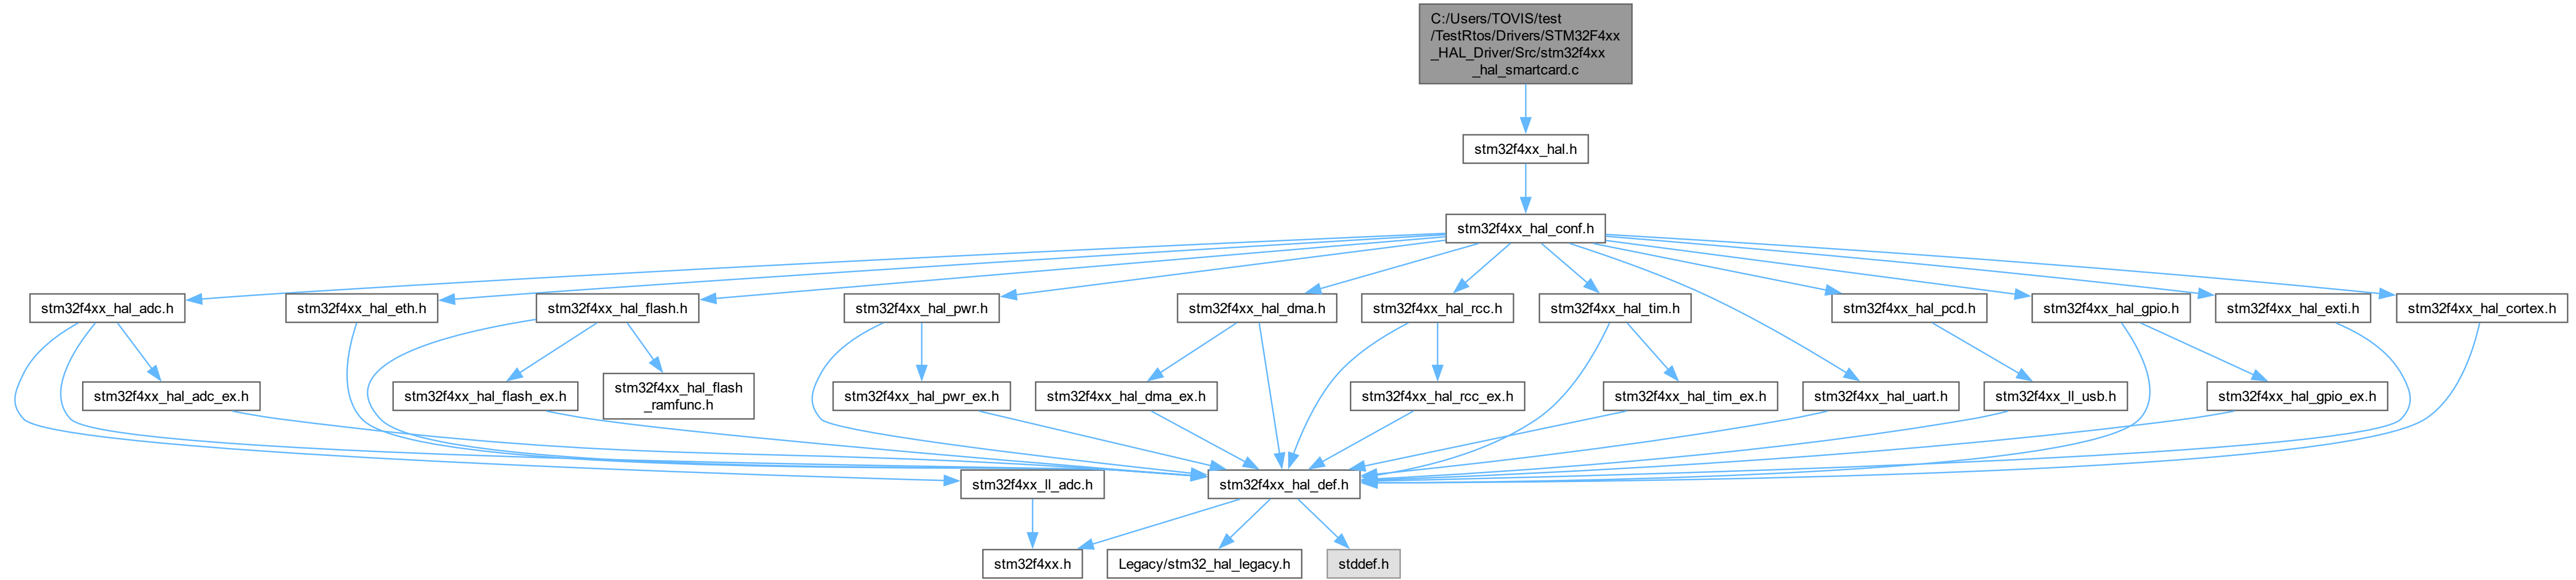 C:/Users/TOVIS/test
/TestRtos/Drivers/STM32F4xx
_HAL_Driver/Src/stm32f4xx
_hal_smartcard.c
stm32f4xx_hal.h
stm32f4xx_hal_conf.h
stm32f4xx_hal_adc.h
stm32f4xx_hal_eth.h
stm32f4xx_hal_flash.h
stm32f4xx_hal_pwr.h
stm32f4xx_hal_dma.h
stm32f4xx_hal_rcc.h
stm32f4xx_hal_tim.h
stm32f4xx_hal_pcd.h
stm32f4xx_hal_gpio.h
stm32f4xx_hal_exti.h
stm32f4xx_hal_cortex.h
stm32f4xx_hal_adc_ex.h
stm32f4xx_hal_flash_ex.h
stm32f4xx_hal_flash
_ramfunc.h
stm32f4xx_hal_pwr_ex.h
stm32f4xx_hal_dma_ex.h
stm32f4xx_hal_rcc_ex.h
stm32f4xx_hal_tim_ex.h
stm32f4xx_hal_uart.h
stm32f4xx_ll_usb.h
stm32f4xx_hal_gpio_ex.h
stm32f4xx_ll_adc.h
stm32f4xx_hal_def.h
stm32f4xx.h
Legacy/stm32_hal_legacy.h
stddef.h